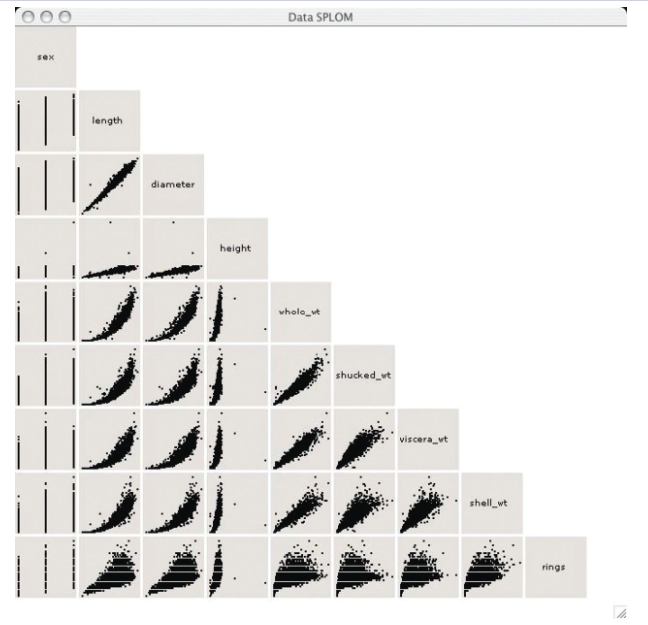 Data SPLOM
sex
length
diameter
height
whole_wt
shucked_wt
viscera_wt
shell_wt
rings